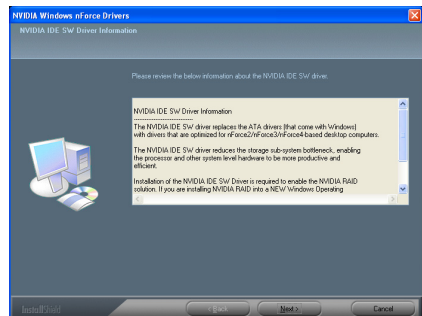 NVIDIA Windows nForce Drivers
NVIDIA IDE SW Driver Information
Please review the below information about the NVIDIA IDE SW driver.
NVIDIA IDE SW Driver Information
------------------------
The NVIDIA IDE SW driver replaces the ATA drivers (that come with Windows)
with drivers that are optimized for nForce2/nForce3/nForce4-based desktop computers.
The NVIDIA IDE SW driver reduces the storage sub-system bottleneck, enabling
the processor and other system level hardware to be more productive and
efficient.
Installation of the NVIDIA IDE SW Driver is required to enable the NVIDIA RAID
solution. If you are installing NVIDIA RAID into a NEW Windows Operating
InstallShield
< Back
Next >
Cancel